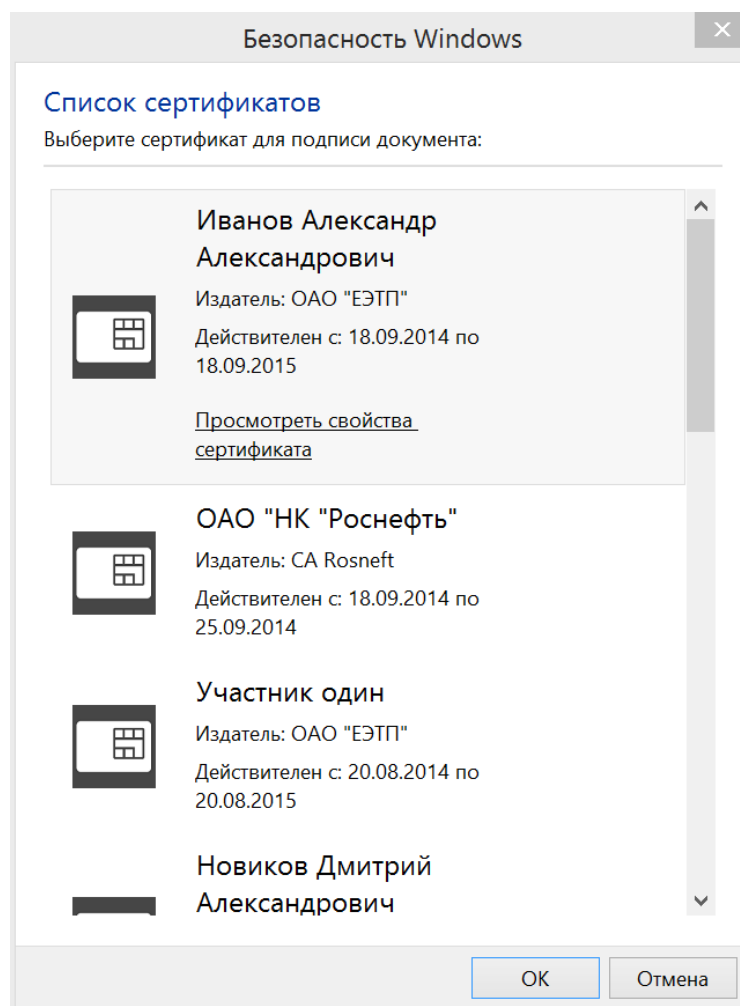 Безопасность Windows
Список сертификатов
Выберите сертификат для подписи документа:
Иванов Александр
Александрович
Издатель: ОАО "ЕЭТП"
Действителен с: 18.09.2014 по
18.09.2015
Просмотреть свойства
сертификата
ОАО "НК "Роснефть"
Издатель: CA Rosneft
Действителен с: 18.09.2014 по
25.09.2014
Участник один
Издатель: ОАО "ЕЭТП"
Действителен с: 20.08.2014 по
20.08.2015
Новиков Дмитрий
Александрович
ОК
Отмена